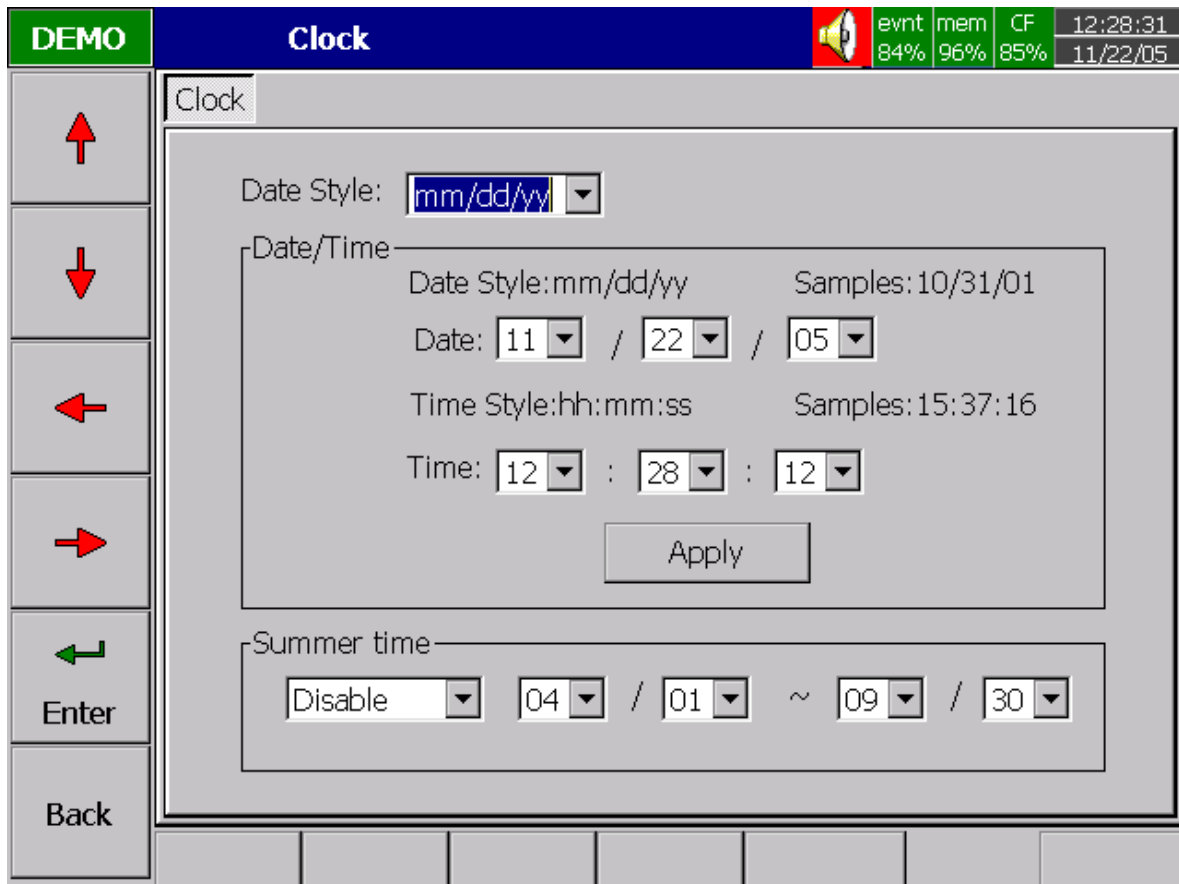 DEMO Clock evnt mem CF 12:28:31
84% 96% 85% 11/22/05
Clock
Date Style: mm/dd/yy
Date/Time
Date Style:mm/dd/yy Samples:10/31/01
Date: 11 / 22 / 05
Time Style:hh:mm:ss Samples:15:37:16
Time: 12 : 28 : 12
Apply
Summer time
Disable 04 / 01 ~ 09 / 30
Enter
Back